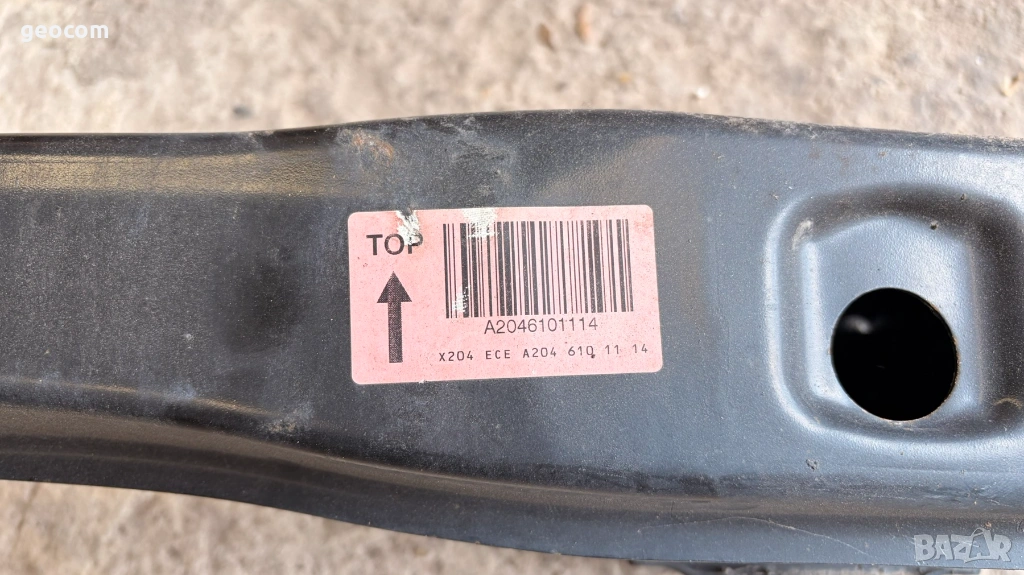 geocom
TOP
A2046101114
X204 ECE A204 610 11 14
BAZAR